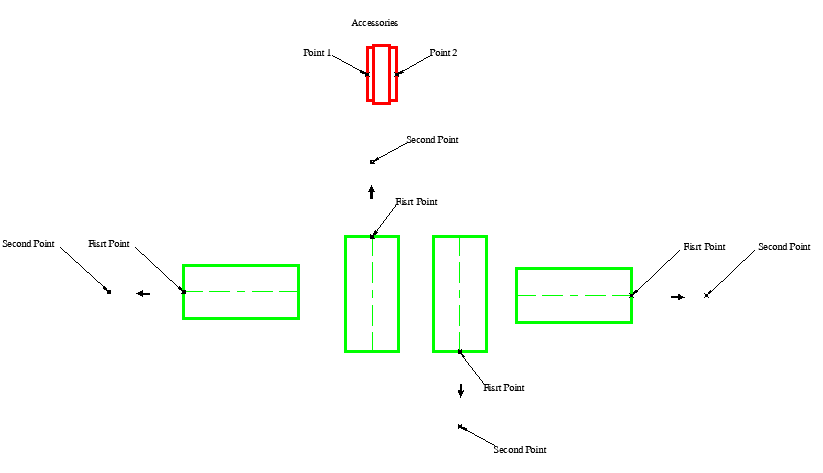 Accessories
Point 1
Point 2
Second Point
Fisrt Point
Second Point
Fisrt Point
Fisrt Point
Second Point
Fisrt Point
Second Point